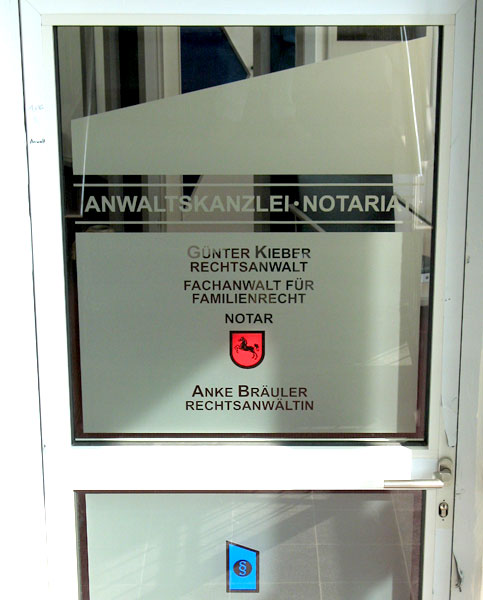 ANWALTSKANZLEI • NOTARIAT
GÜNTER KIEBER
RECHTSANWALT
FACHANWALT FÜR
FAMILIENRECHT
NOTAR
ANKE BRÄULER
RECHTSANWÄLTIN
§